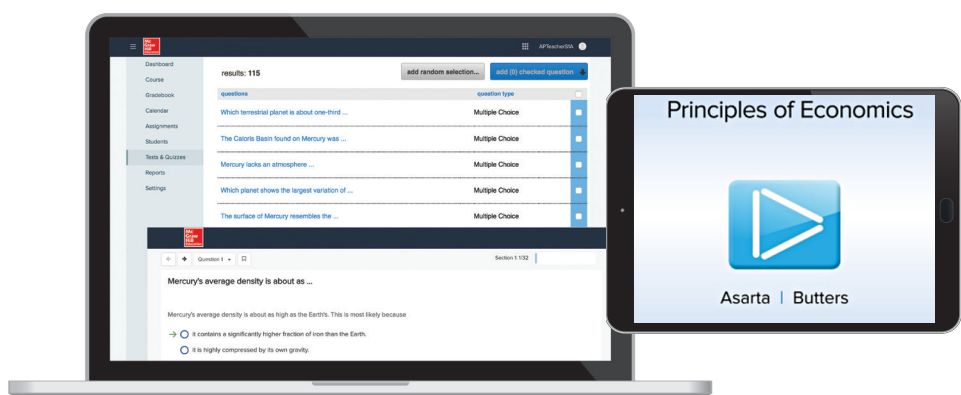 Mc
Graw
Hill
Education
APTeacherS1A
Dashboard
Course
Gradebook
Calendar
Assignments
Students
Tests & Quizzes
Reports
Settings
results: 115
add random selection...
add (0) checked question
questions
question type
Which terrestrial planet is about one-third ...
Multiple Choice
The Caloris Basin found on Mercury was ...
Multiple Choice
Mercury lacks an atmosphere ...
Multiple Choice
Which planet shows the largest variation of ...
Multiple Choice
The surface of Mercury resembles the ...
Multiple Choice
Mc
Graw
Hill
Education
Question 1
Section 1 1/32
Mercury's average density is about as ...
Mercury's average density is about as high as the Earth's. This is most likely because
it contains a significantly higher fraction of iron than the Earth.
it is highly compressed by its own gravity.
Principles of Economics
Asarta | Butters